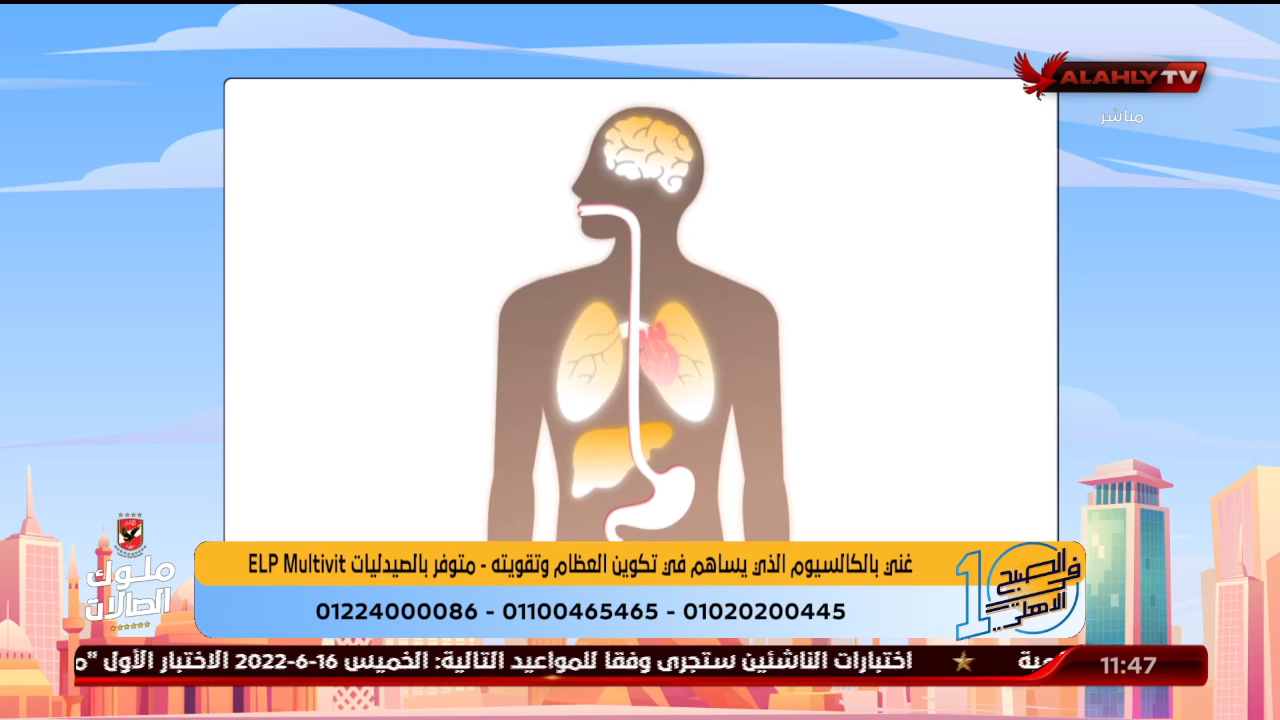 ALAHLY TV
مباشر
غني بالكالسيوم الذي يساهم في تكوين العظام وتقويته - متوفر بالصيدليات ELP Multivit
01224000086 - 01100465465 - 01020200445
10 الصبح في الاهلي
ملوك الصالات
اختبارات الناشئين ستجرى وفقا للمواعيد التالية: الخميس 16-6-2022 الاختبار الأول
11:47